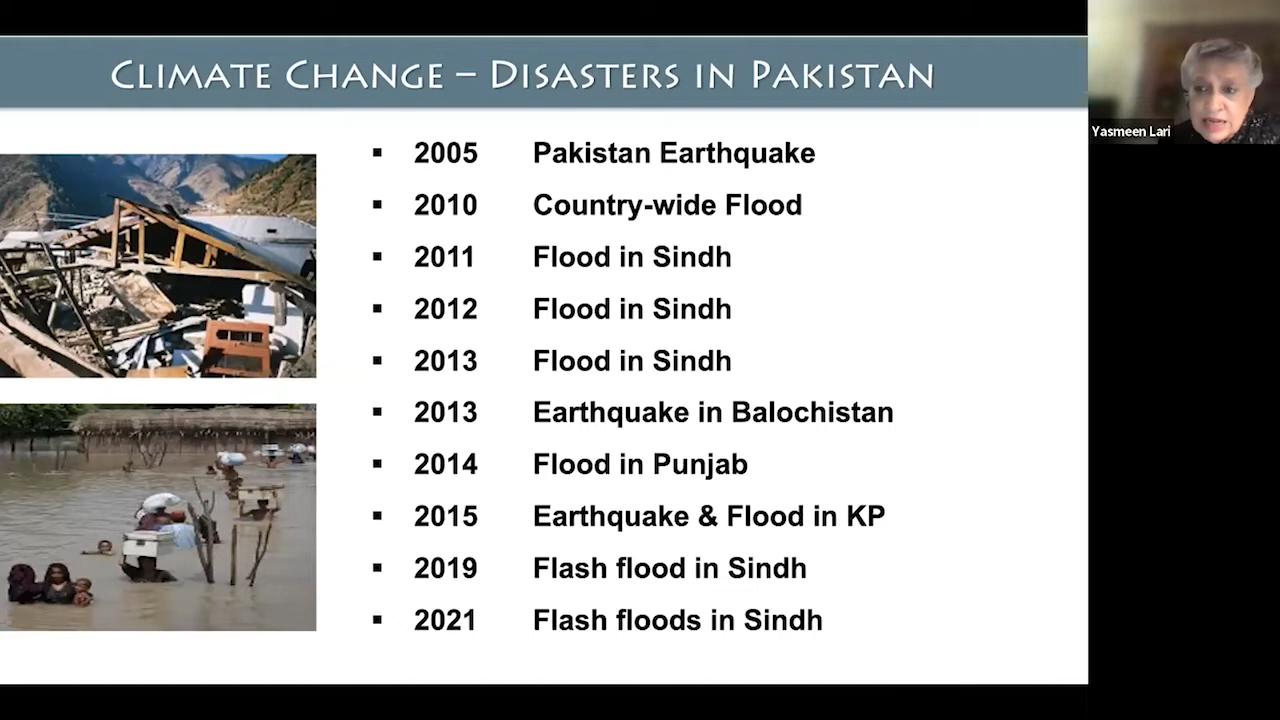 CLIMATE CHANGE – DISASTERS IN PAKISTAN
Yasmeen Lari
▪ 2005 Pakistan Earthquake
▪ 2010 Country-wide Flood
▪ 2011 Flood in Sindh
▪ 2012 Flood in Sindh
▪ 2013 Flood in Sindh
▪ 2013 Earthquake in Balochistan
▪ 2014 Flood in Punjab
▪ 2015 Earthquake & Flood in KP
▪ 2019 Flash flood in Sindh
▪ 2021 Flash floods in Sindh